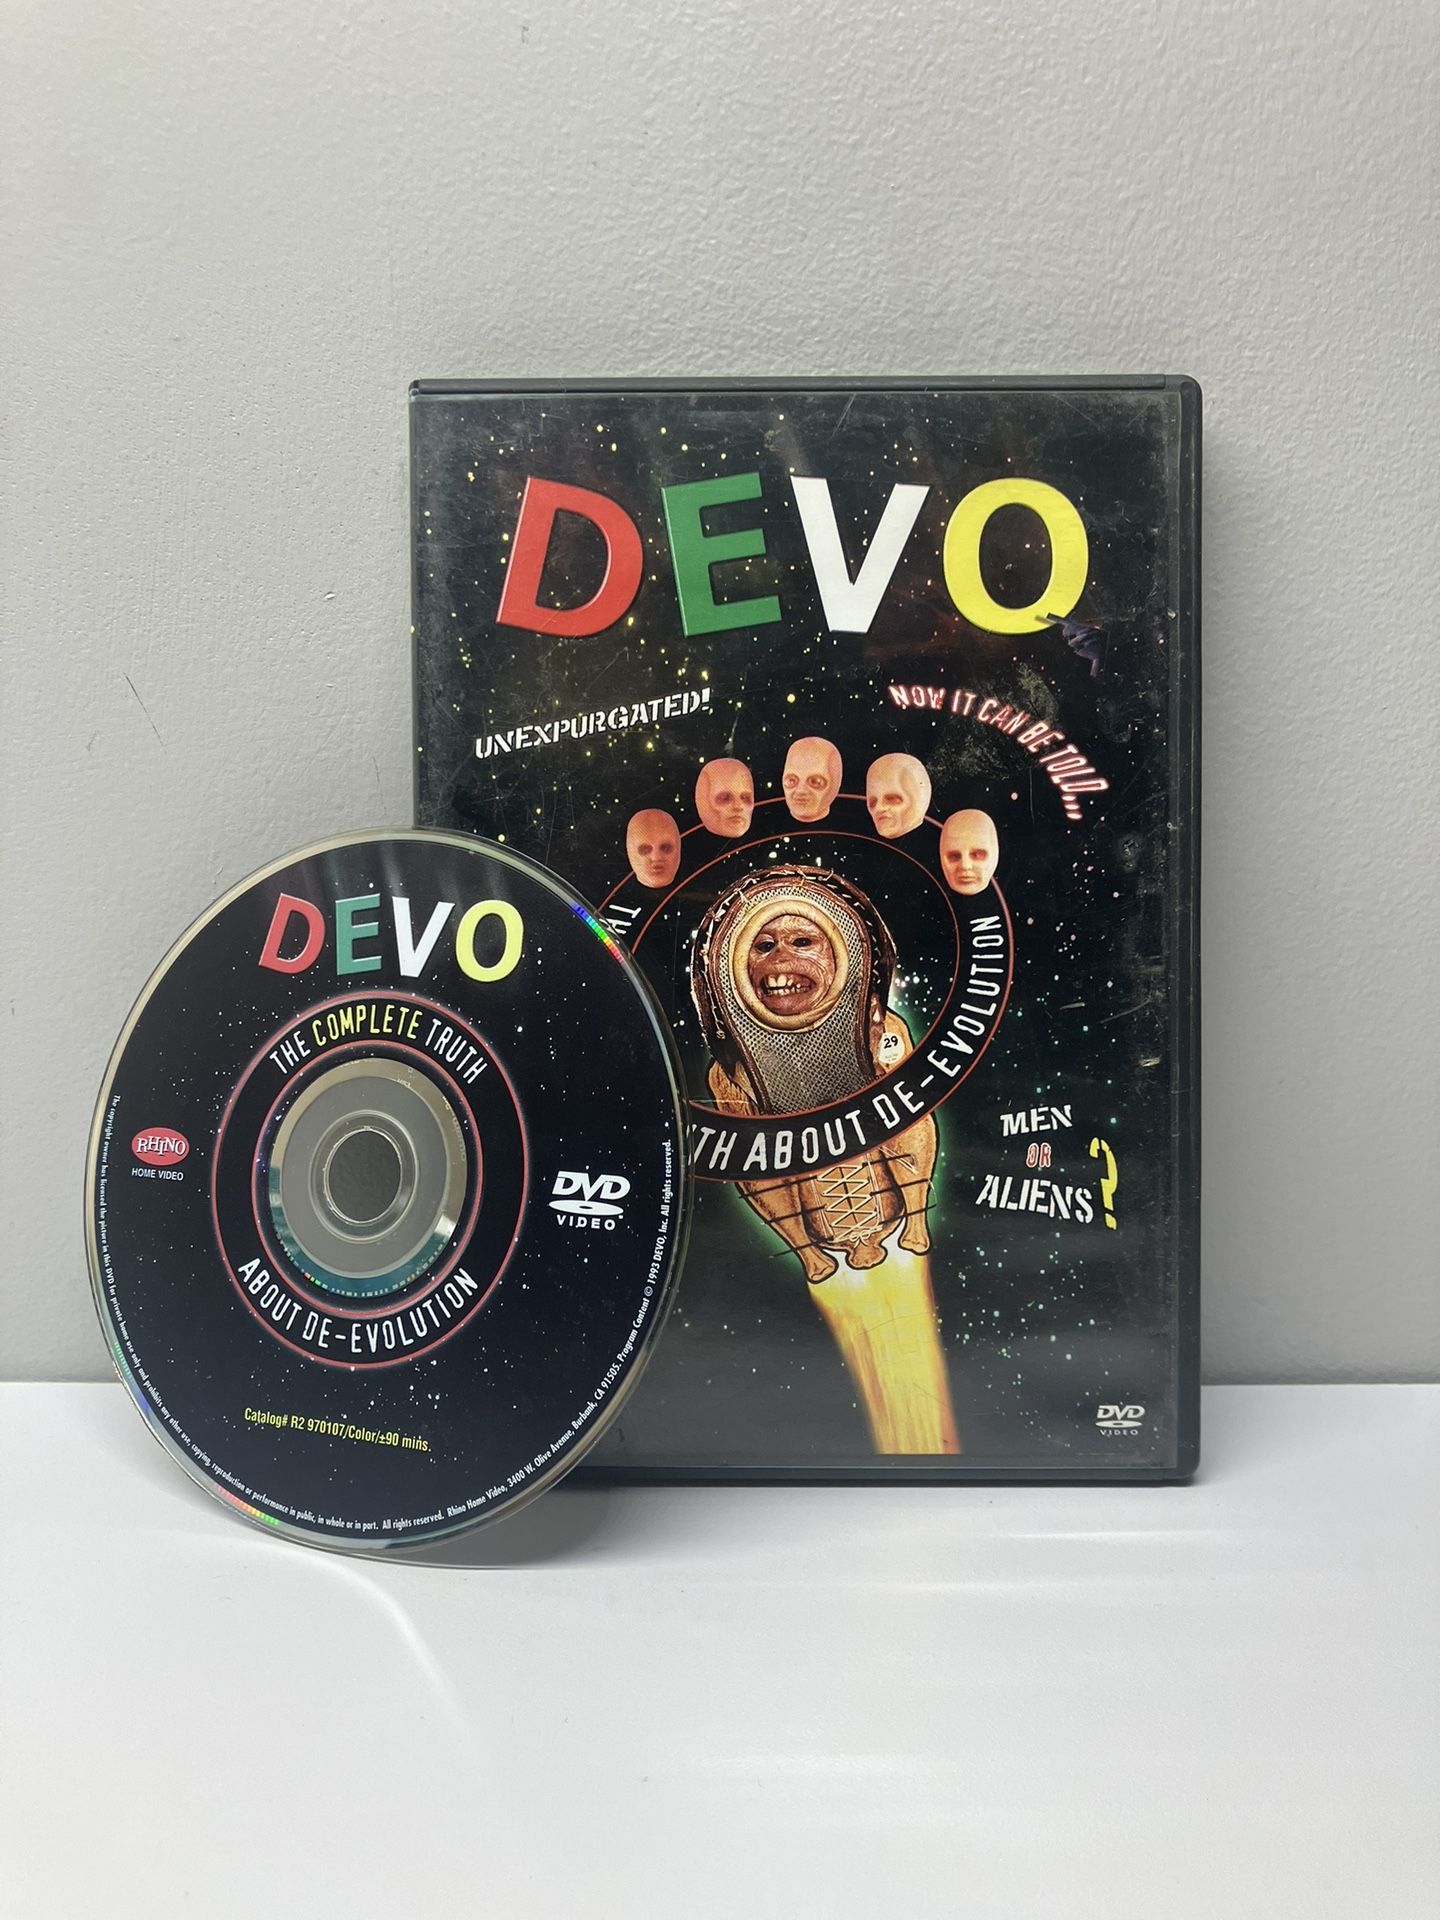 DEVO
UNEXPURGATED!
NOW IT CAN BE TOLD...
TH ABOUT DE-EVOLUTION
29
MEN
OR
ALIENS?
DVD
VIDEO
DEVO
THE COMPLETE TRUTH
ABOUT DE-EVOLUTION
RHINO
HOME VIDEO
DVD
VIDEO
Catalog# R2 970107/Color/±90 mins.
The copyright owner has licensed the picture in this DVD for private home use only and prohibits any other use, copying, reproduction or performance in public, in whole or in part. All rights reserved. Rhino Home Video, 3400 W. Olive Avenue, Burbank, CA 91505. Program Content © 1993 DEVO, Inc. All rights reserved.